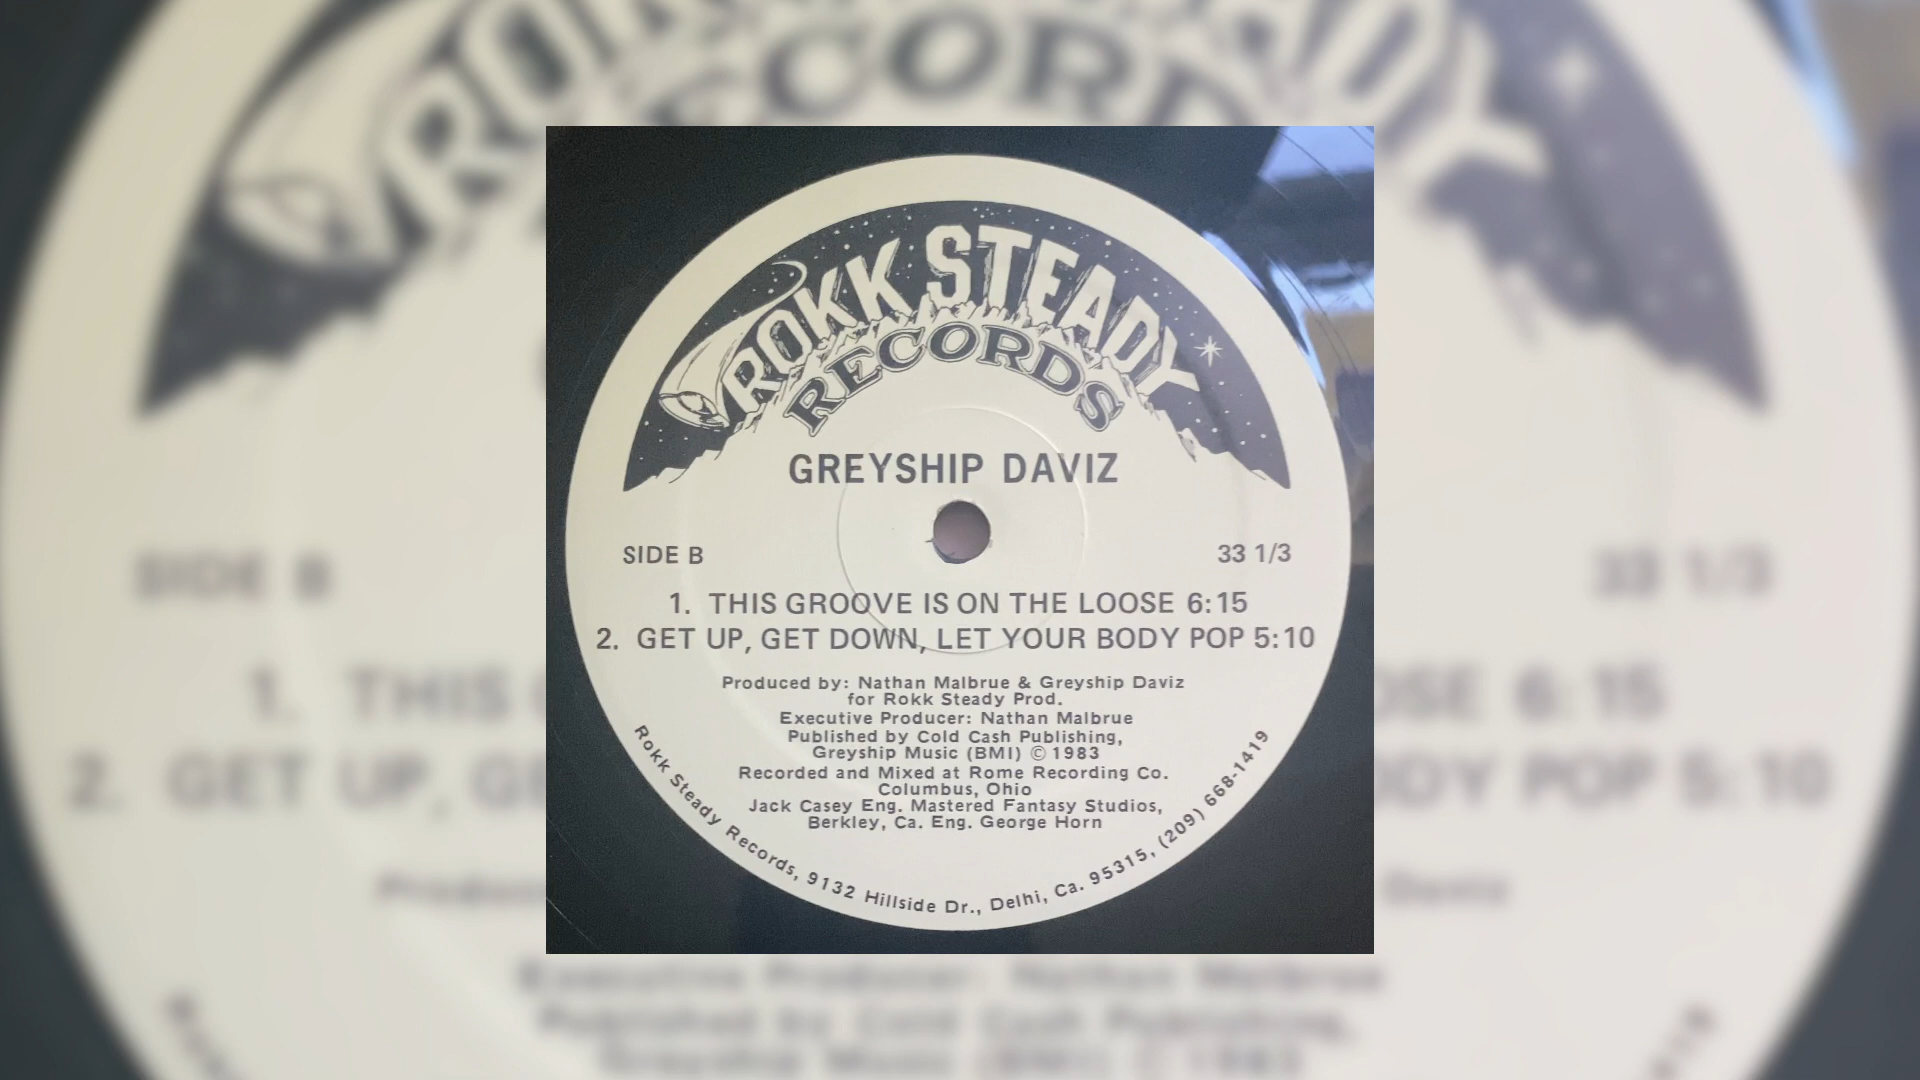 ROKK STEADY
RECORDS
GREYSHIP DAVIZ
SIDE B
33 1/3
1. THIS GROOVE IS ON THE LOOSE 6:15
2. GET UP, GET DOWN, LET YOUR BODY POP 5:10
Produced by: Nathan Malbrue & Greyship Daviz
for Rokk Steady Prod.
Executive Producer: Nathan Malbrue
Published by Cold Cash Publishing,
Greyship Music (BMI) © 1983
Recorded and Mixed at Rome Recording Co.
Columbus, Ohio
Jack Casey Eng. Mastered Fantasy Studios,
Berkley, Ca. Eng. George Horn
Rokk Steady Records, 9132 Hillside Dr., Delhi, Ca. 95315, (209) 668-1419